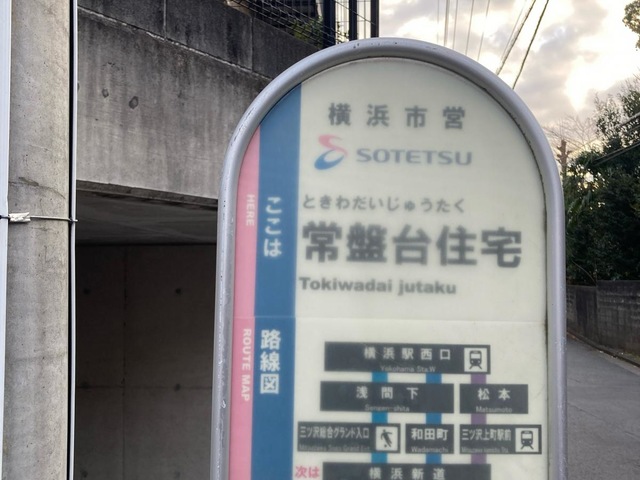 横浜市営
SOTETSU
HERE
ここは
ときわだいじゅうたく
常盤台住宅
Tokiwadai jutaku
ROUTE MAP
路線図
横浜駅西口
Yokohama Sta.W
浅間下
Sengen-shita
松本
Matsumoto
三ツ沢総合グランド入口
和田町
Wadamachi
三ツ沢上町駅前
次は
横浜新道